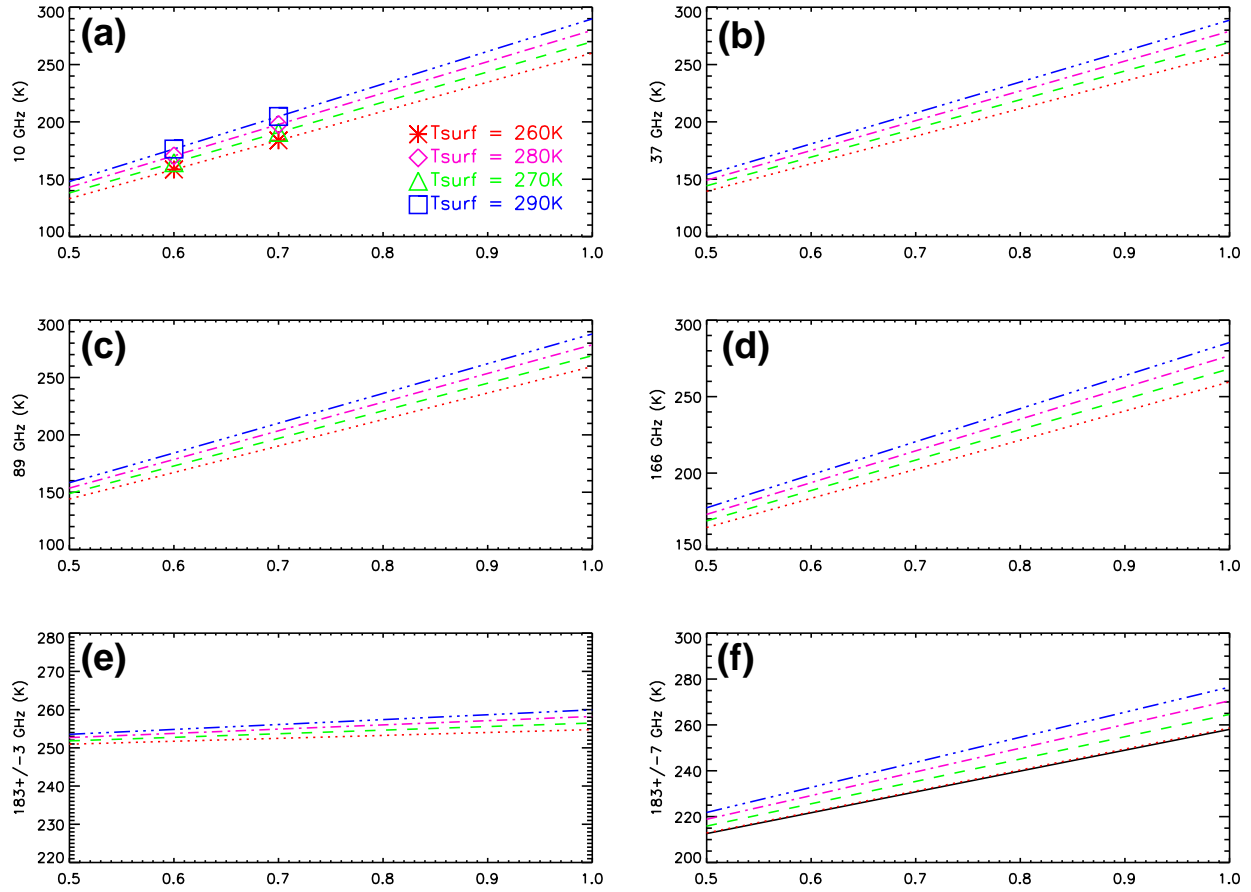 (a)
10 GHz (K)
300
250
200
150
100
0.5 0.6 0.7 0.8 0.9 1.0
Tsurf = 260K
Tsurf = 280K
Tsurf = 270K
Tsurf = 290K
(b)
37 GHz (K)
300
250
200
150
100
0.5 0.6 0.7 0.8 0.9 1.0
(c)
89 GHz (K)
300
250
200
150
100
0.5 0.6 0.7 0.8 0.9 1.0
(d)
166 GHz (K)
300
250
200
150
0.5 0.6 0.7 0.8 0.9 1.0
(e)
183+/-3 GHz (K)
280
270
260
250
240
230
220
0.5 0.6 0.7 0.8 0.9 1.0
(f)
183+/-7 GHz (K)
300
280
260
240
220
200
0.5 0.6 0.7 0.8 0.9 1.0